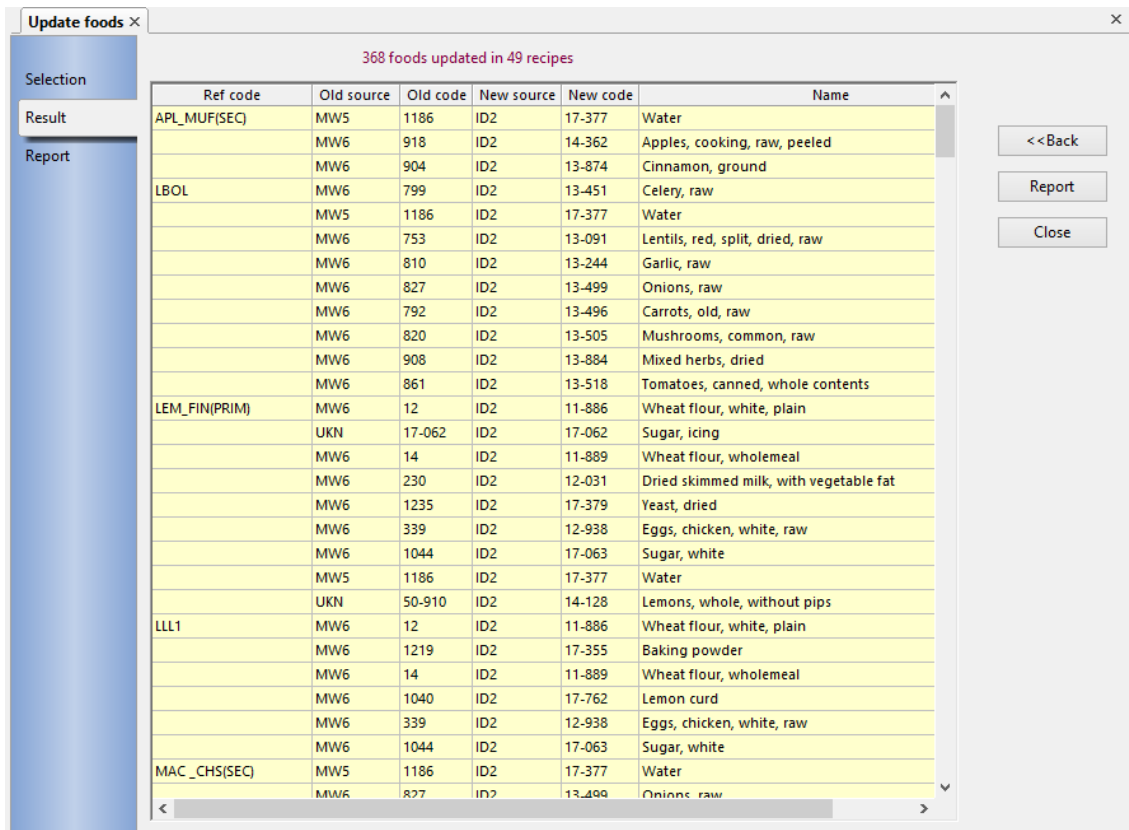 Update foods ×
×
368 foods updated in 49 recipes
Selection
Result
Report
Ref code Old source Old code New source New code Name
APL_MUF(SEC) MW5 1186 ID2 17-377 Water
MW6 918 ID2 14-362 Apples, cooking, raw, peeled
MW6 904 ID2 13-874 Cinnamon, ground
LBOL MW6 799 ID2 13-451 Celery, raw
MW5 1186 ID2 17-377 Water
MW6 753 ID2 13-091 Lentils, red, split, dried, raw
MW6 810 ID2 13-244 Garlic, raw
MW6 827 ID2 13-499 Onions, raw
MW6 792 ID2 13-496 Carrots, old, raw
MW6 820 ID2 13-505 Mushrooms, common, raw
MW6 908 ID2 13-884 Mixed herbs, dried
MW6 861 ID2 13-518 Tomatoes, canned, whole contents
LEM_FIN(PRIM) MW6 12 ID2 11-886 Wheat flour, white, plain
UKN 17-062 ID2 17-062 Sugar, icing
MW6 14 ID2 11-889 Wheat flour, wholemeal
MW6 230 ID2 12-031 Dried skimmed milk, with vegetable fat
MW6 1235 ID2 17-379 Yeast, dried
MW6 339 ID2 12-938 Eggs, chicken, white, raw
MW6 1044 ID2 17-063 Sugar, white
MW5 1186 ID2 17-377 Water
UKN 50-910 ID2 14-128 Lemons, whole, without pips
LLL1 MW6 12 ID2 11-886 Wheat flour, white, plain
MW6 1219 ID2 17-355 Baking powder
MW6 14 ID2 11-889 Wheat flour, wholemeal
MW6 1040 ID2 17-762 Lemon curd
MW6 339 ID2 12-938 Eggs, chicken, white, raw
MW6 1044 ID2 17-063 Sugar, white
MAC _CHS(SEC) MW5 1186 ID2 17-377 Water
MW6 827 ID2 13-499 Onions, raw
<<Back
Report
Close